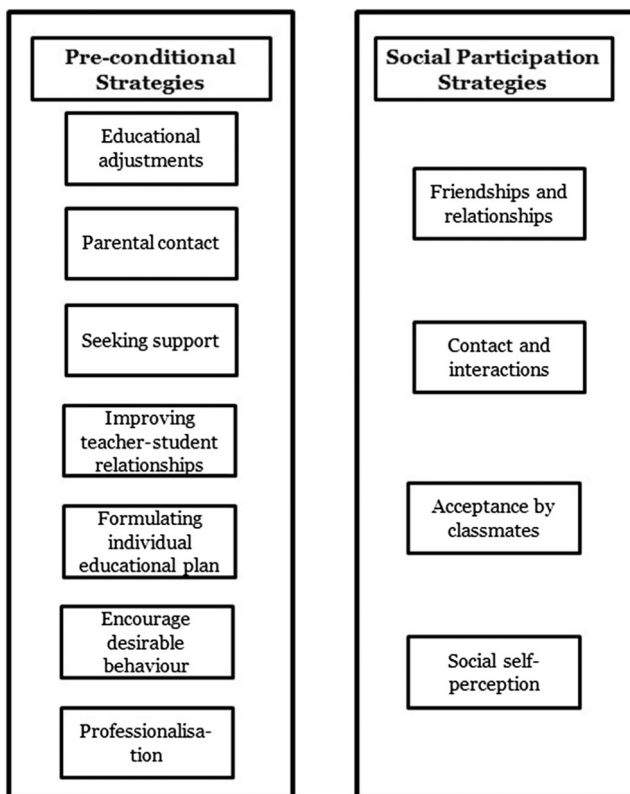 Pre-conditional
Strategies
Educational
adjustments
Parental contact
Seeking support
Improving
teacher-student
relationships
Formulating
individual
educational plan
Encourage
desirable
behaviour
Professionalisa-
tion
Social Participation
Strategies
Friendships and
relationships
Contact and
interactions
Acceptance by
classmates
Social self-
perception